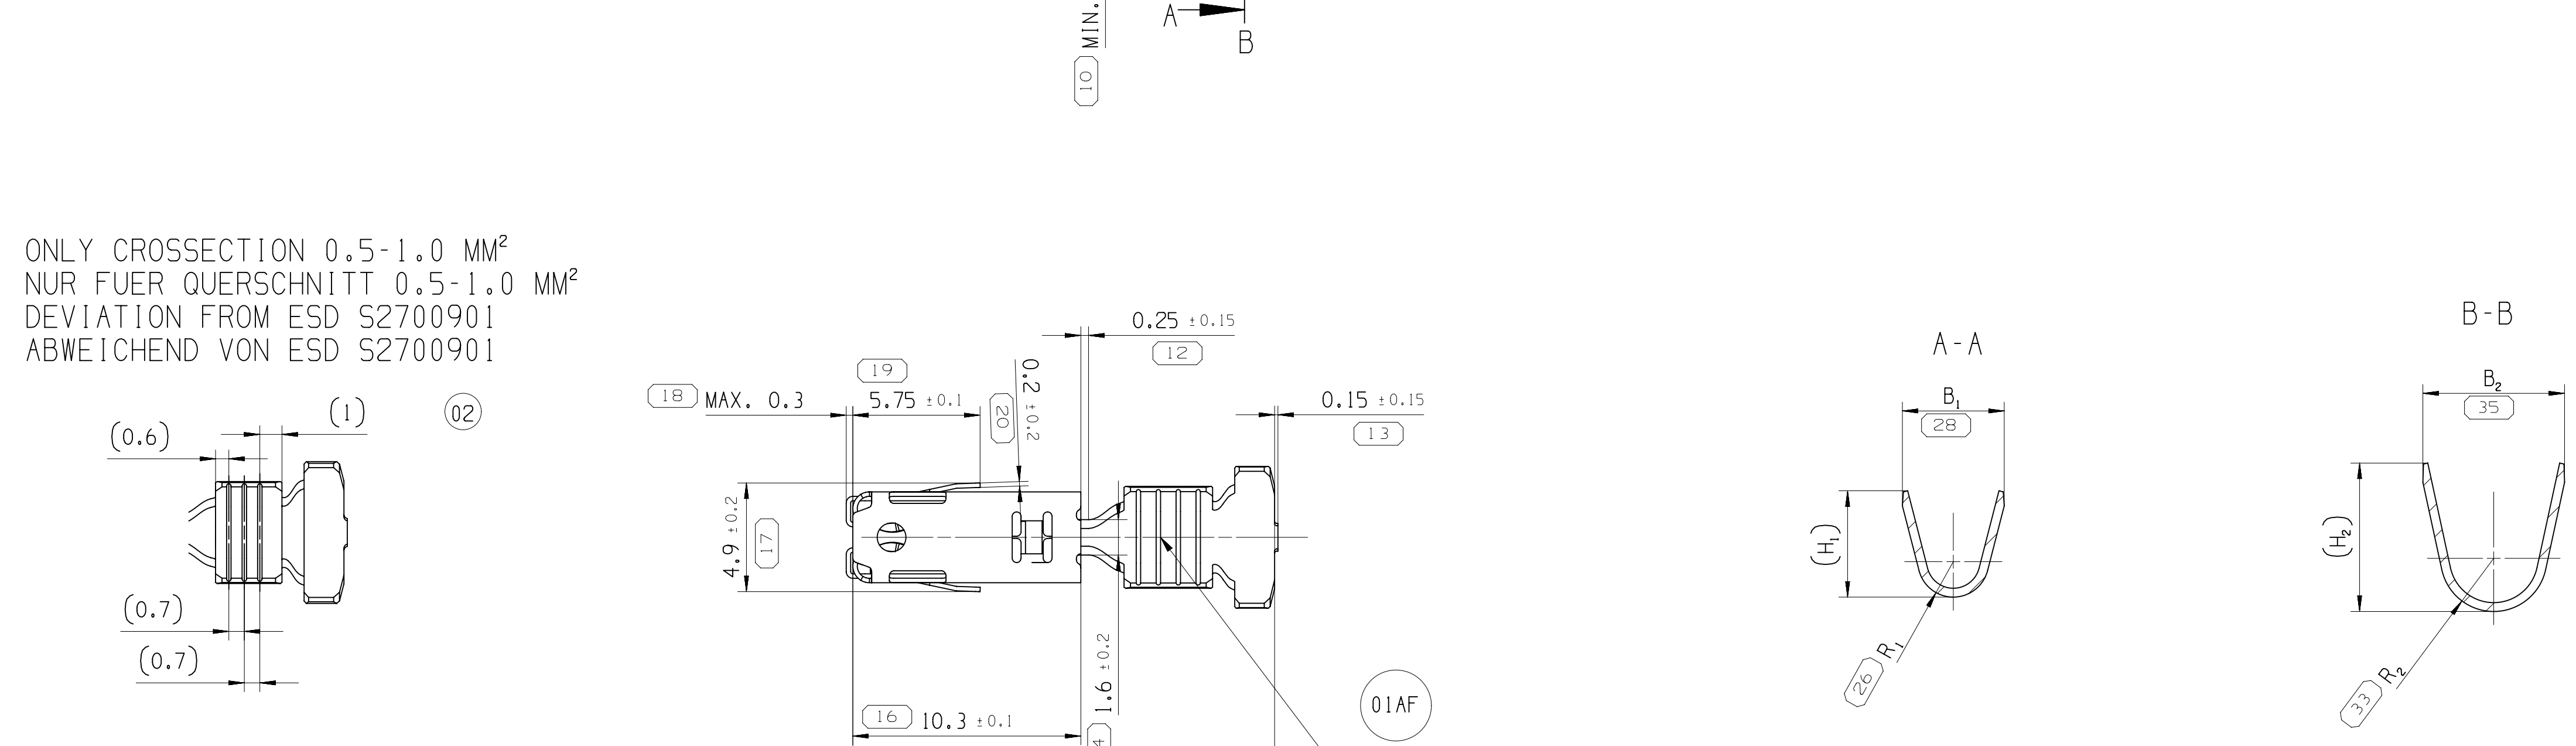 A
B
10 MIN.
ONLY CROSSECTION 0.5-1.0 MM²
NUR FUER QUERSCHNITT 0.5-1.0 MM²
DEVIATION FROM ESD S2700901
ABWEICHEND VON ESD S2700901
02
(1)
(0.6)
(0.7)
(0.7)
18 MAX. 0.3
19
5.75 ±0.1
20
0.2 ±0.2
0.25 ±0.15
12
0.15 ±0.15
13
4.9 ±0.2
17
1.6 ±0.2
16 10.3 ±0.1
01AF
A-A
B₁
28
(H₁)
26 R₁
B-B
B₂
35
(H₂)
33 R₂